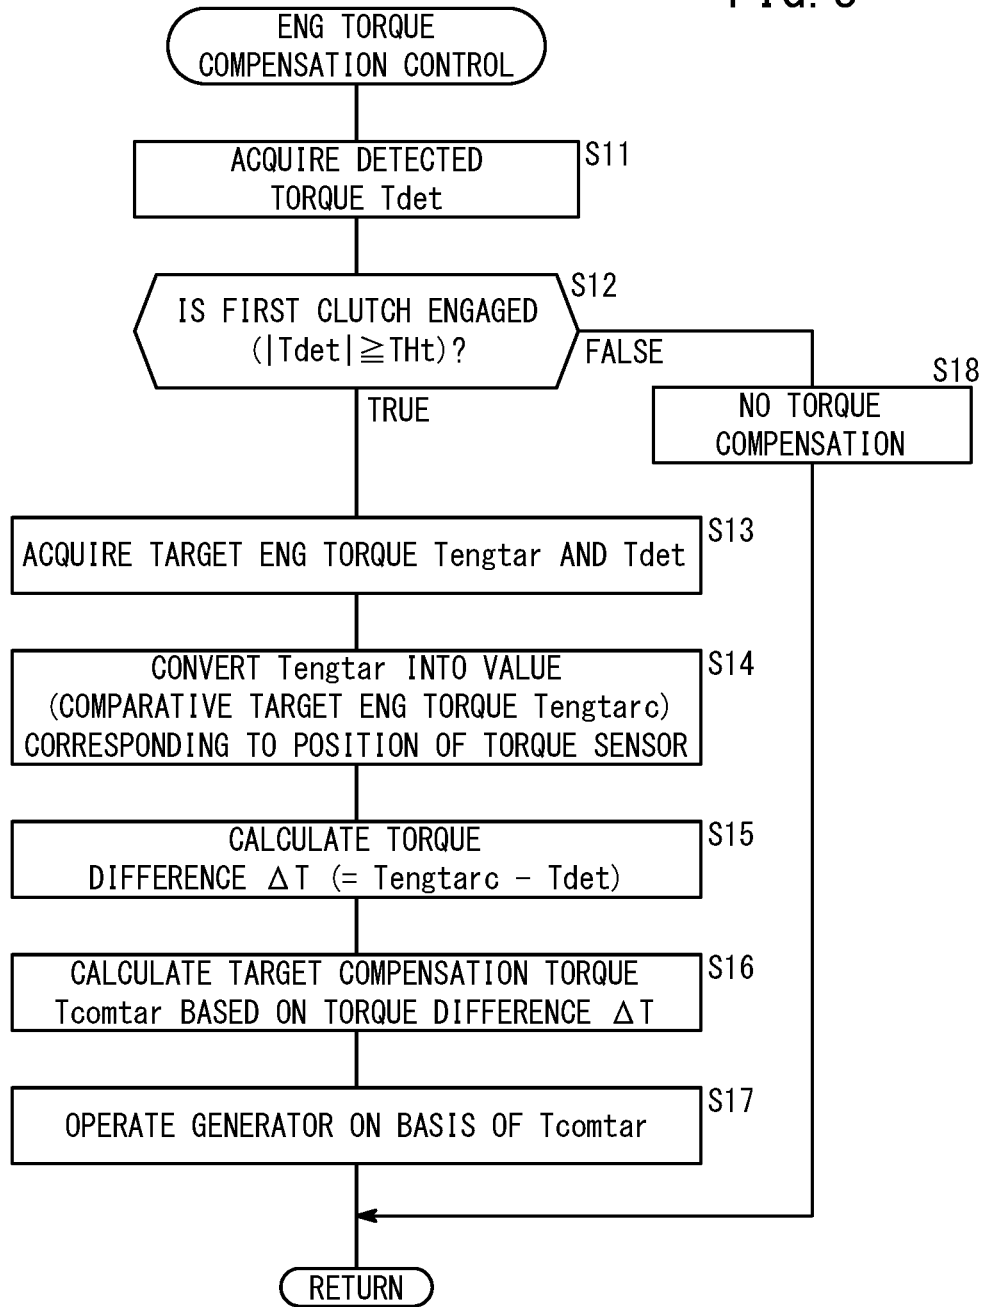 ENG TORQUE
COMPENSATION CONTROL
ACQUIRE DETECTED
TORQUE Tdet
S11
IS FIRST CLUTCH ENGAGED
(|Tdet|≧THt)?
S12
FALSE
TRUE
S18
NO TORQUE
COMPENSATION
ACQUIRE TARGET ENG TORQUE Tengtar AND Tdet
S13
CONVERT Tengtar INTO VALUE
(COMPARATIVE TARGET ENG TORQUE Tengtarc)
CORRESPONDING TO POSITION OF TORQUE SENSOR
S14
CALCULATE TORQUE
DIFFERENCE ΔT (= Tengtarc - Tdet)
S15
CALCULATE TARGET COMPENSATION TORQUE
Tcomtar BASED ON TORQUE DIFFERENCE ΔT
S16
OPERATE GENERATOR ON BASIS OF Tcomtar
S17
RETURN